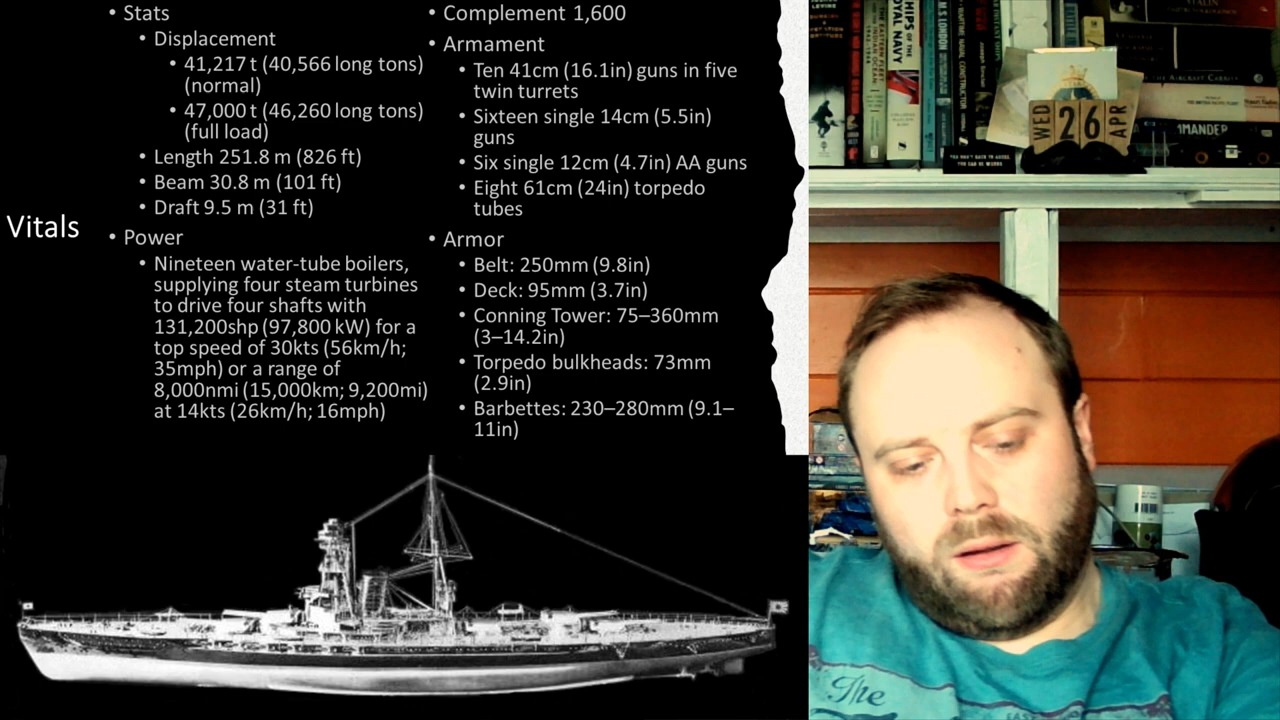 Vitals
• Stats
• Displacement
• 41,217 t (40,566 long tons)
(normal)
• 47,000 t (46,260 long tons)
(full load)
• Length 251.8 m (826 ft)
• Beam 30.8 m (101 ft)
• Draft 9.5 m (31 ft)
• Power
• Nineteen water-tube boilers,
supplying four steam turbines
to drive four shafts with
131,200shp (97,800 kW) for a
top speed of 30kts (56km/h;
35mph) or a range of
8,000nmi (15,000km; 9,200mi)
at 14kts (26km/h; 16mph)
• Complement 1,600
• Armament
• Ten 41cm (16.1in) guns in five
twin turrets
• Sixteen single 14cm (5.5in)
guns
• Six single 12cm (4.7in) AA guns
• Eight 61cm (24in) torpedo
tubes
• Armor
• Belt: 250mm (9.8in)
• Deck: 95mm (3.7in)
• Conning Tower: 75–360mm
(3–14.2in)
• Torpedo bulkheads: 73mm
(2.9in)
• Barbettes: 230–280mm (9.1–
11in)
STALIN
THE AIRCRAFT CARRIER
WED 26 APR
The